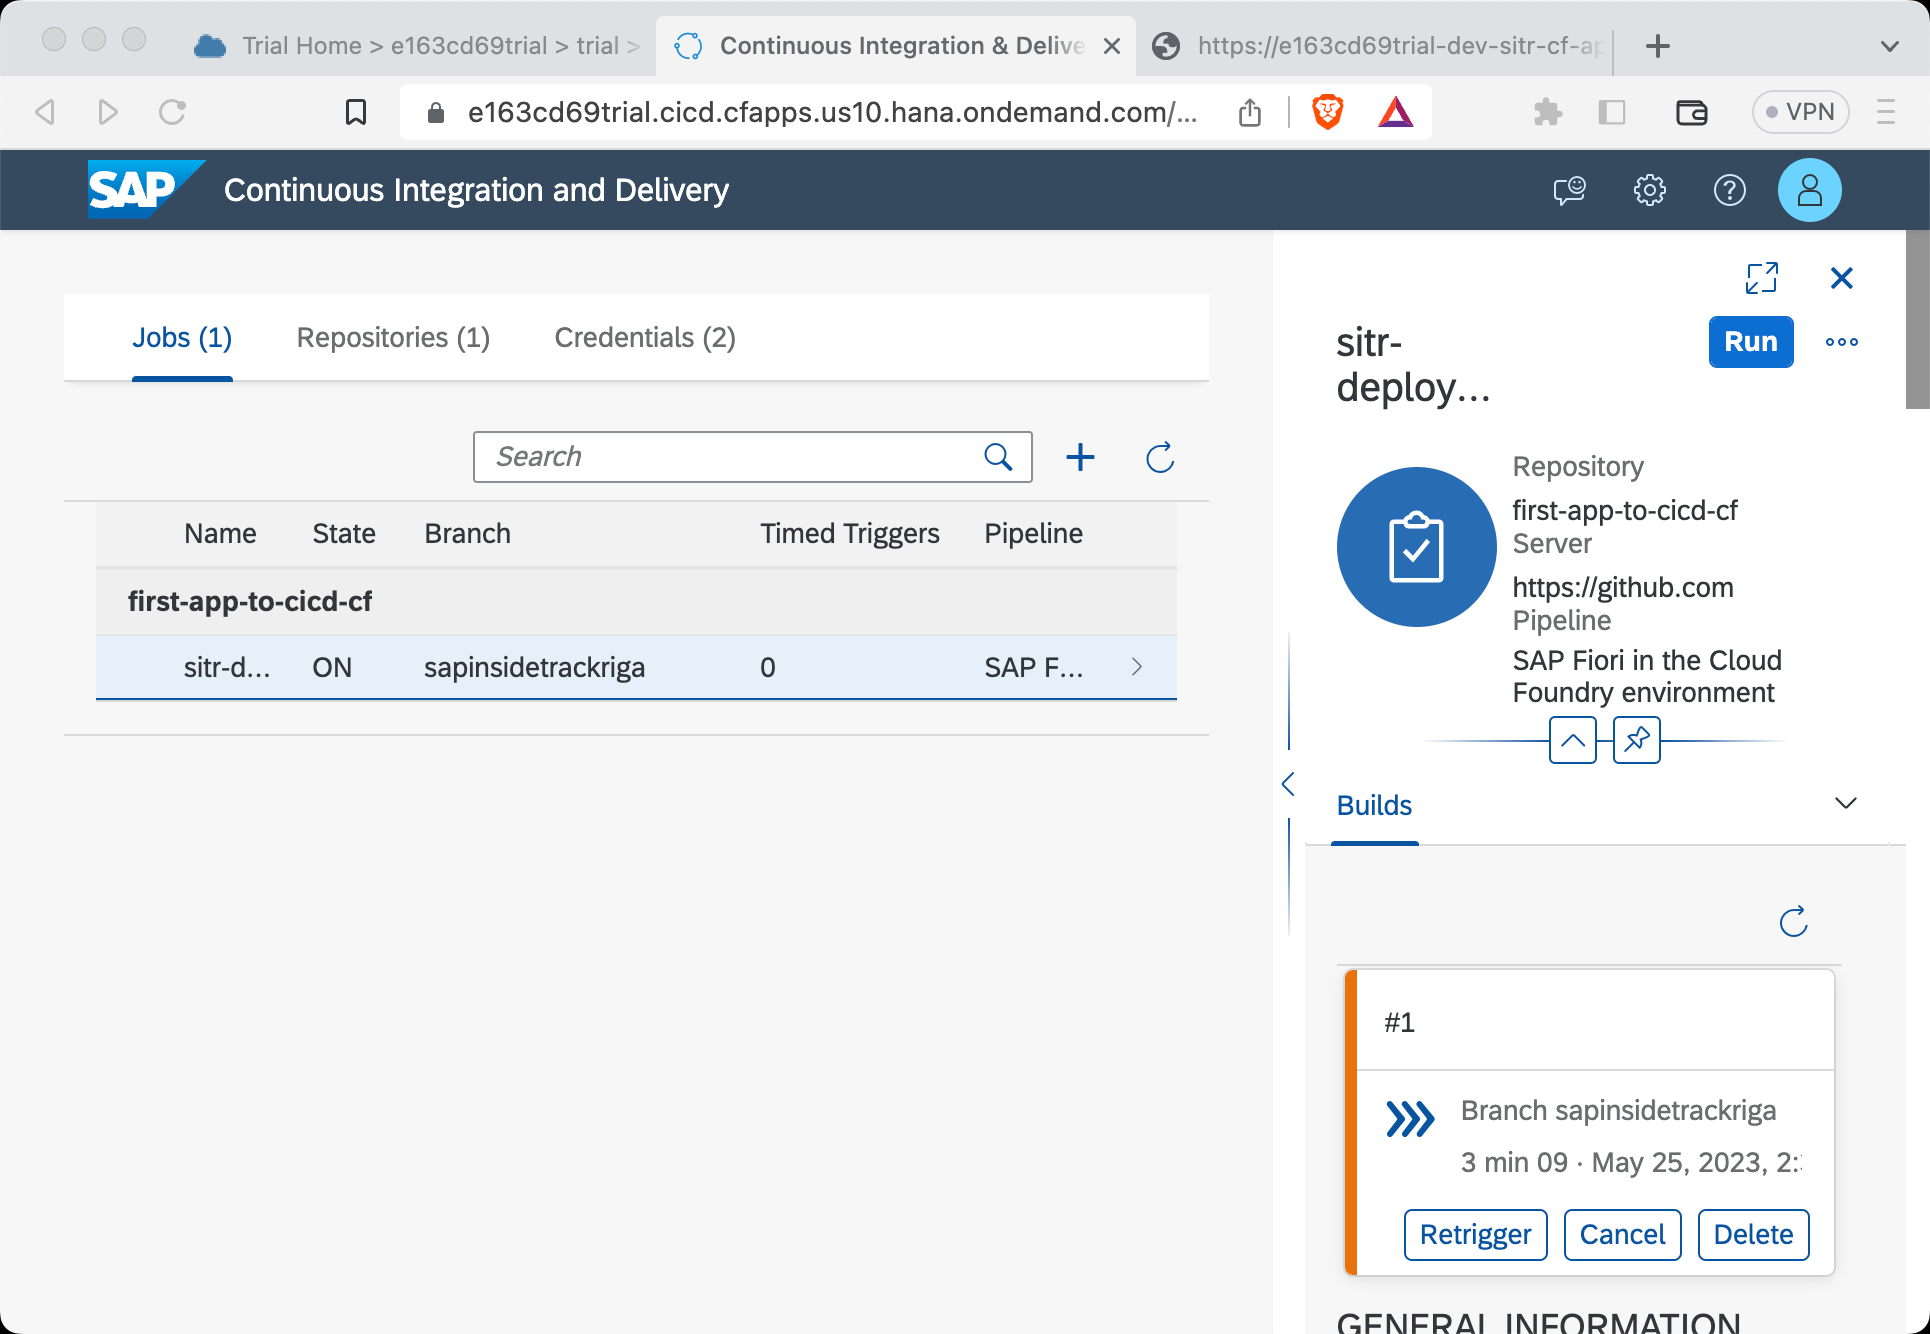 Trial Home > e163cd69trial > trial >
Continuous Integration & Delive
https://e163cd69trial-dev-sitr-cf-ap
e163cd69trial.cicd.cfapps.us10.hana.ondemand.com/...
VPN
SAP Continuous Integration and Delivery
Jobs (1) Repositories (1) Credentials (2)
Search
Name State Branch Timed Triggers Pipeline
first-app-to-cicd-cf
sitr-d... ON sapinsidetrackriga 0 SAP F...
sitr-
deploy...
Run
Repository
first-app-to-cicd-cf
Server
https://github.com
Pipeline
SAP Fiori in the Cloud
Foundry environment
Builds
#1
Branch sapinsidetrackriga
3 min 09 · May 25, 2023, 2:
Retrigger Cancel Delete
GENERAL INFORMATION